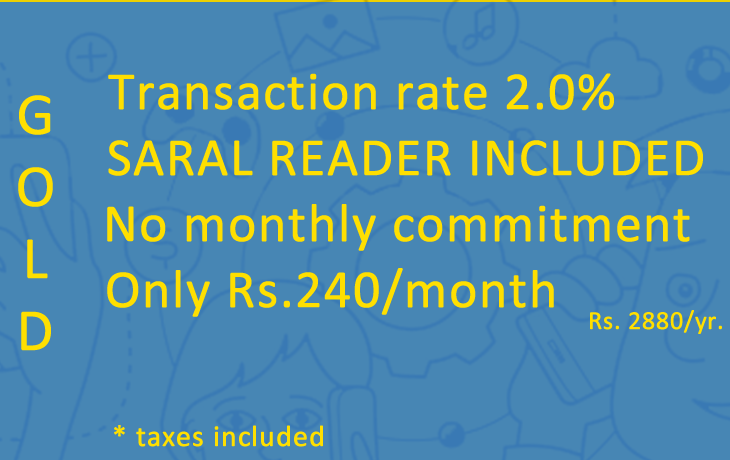 GOLD
Transaction rate 2.0%
SARAL READER INCLUDED
No monthly commitment
Only Rs.240/month
Rs. 2880/yr.
* taxes included